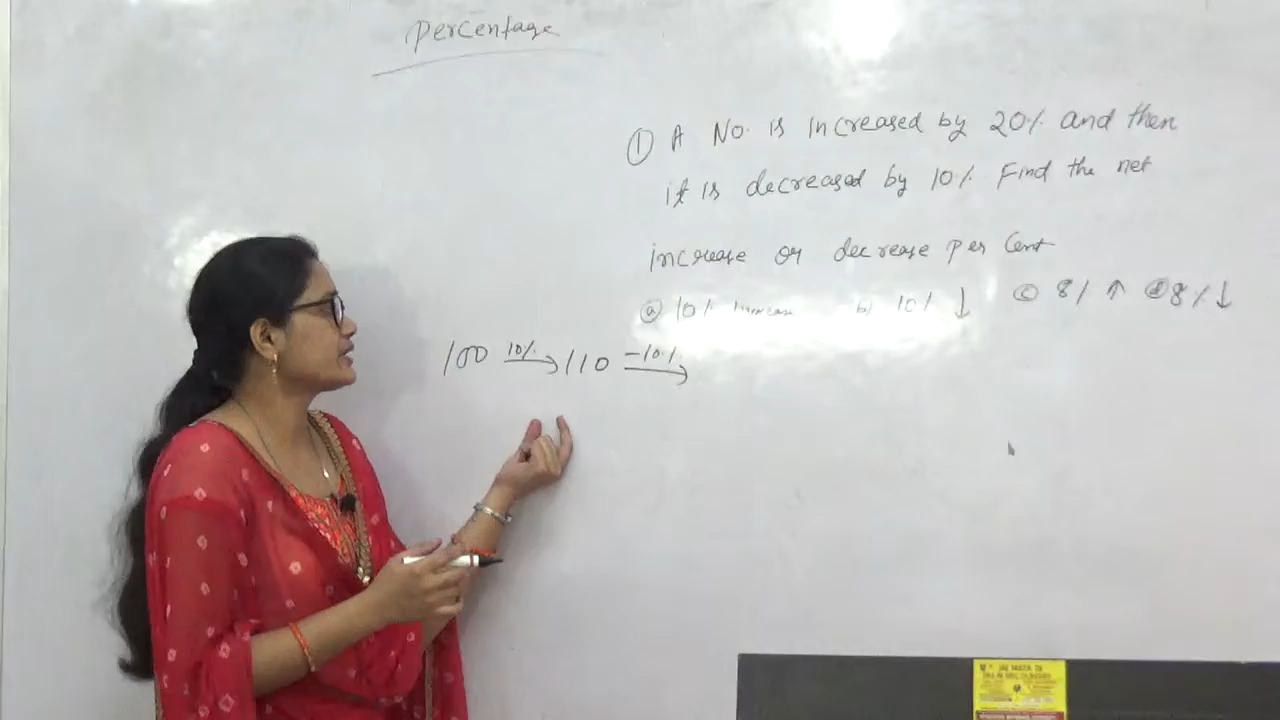 Percentage
① A No. is increased by 20% and then
it is decreased by 10% Find the net
increase or decrease per cent
ⓐ 10% b) 10% ↓ ⓒ 8% ↑ ⓓ 8% ↓
100 10%→ 110 -10%→